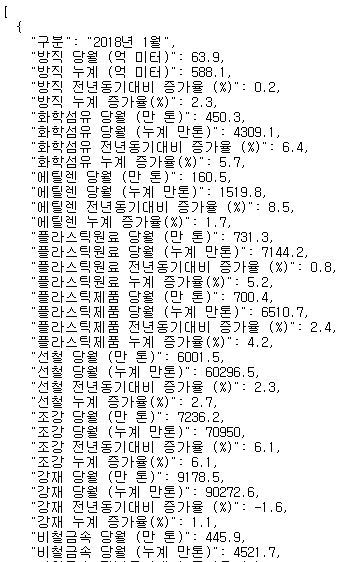 [
{
"구분": "2018년 1월",
"방직 당월 (억 미터)": 63.9,
"방직 누계 (억 미터)": 588.1,
"방직 전년동기대비 증가율 (%)": 0.2,
"방직 누계 증가율(%)": 2.3,
"화학섬유 당월 (만 톤)": 450.3,
"화학섬유 당월 (누계 만톤)": 4309.1,
"화학섬유 전년동기대비 증가율 (%)": 6.4,
"화학섬유 누계 증가율(%)": 5.7,
"에틸렌 당월 (만 톤)": 160.5,
"에틸렌 당월 (누계 만톤)": 1519.8,
"에틸렌 전년동기대비 증가율 (%)": 8.5,
"에틸렌 누계 증가율(%)": 1.7,
"플라스틱원료 당월 (만 톤)": 731.3,
"플라스틱원료 당월 (누계 만톤)": 7144.2,
"플라스틱원료 전년동기대비 증가율 (%)": 0.8,
"플라스틱원료 누계 증가율(%)": 5.2,
"플라스틱제품 당월 (만 톤)": 700.4,
"플라스틱제품 당월 (누계 만톤)": 6510.7,
"플라스틱제품 전년동기대비 증가율 (%)": 2.4,
"플라스틱제품 누계 증가율(%)": 4.2,
"선철 당월 (만 톤)": 6001.5,
"선철 당월 (누계 만톤)": 60296.5,
"선철 전년동기대비 증가율 (%)": 2.3,
"선철 누계 증가율(%)": 2.7,
"조강 당월 (만 톤)": 7236.2,
"조강 당월 (누계 만톤)": 70950,
"조강 전년동기대비 증가율 (%)": 6.1,
"조강 누계 증가율(%)": 6.1,
"강재 당월 (만 톤)": 9178.5,
"강재 당월 (누계 만톤)": 90272.6,
"강재 전년동기대비 증가율 (%)": -1.6,
"강재 누계 증가율(%)": 1.1,
"비철금속 당월 (만 톤)": 445.9,
"비철금속 당월 (누계 만톤)": 4521.7,